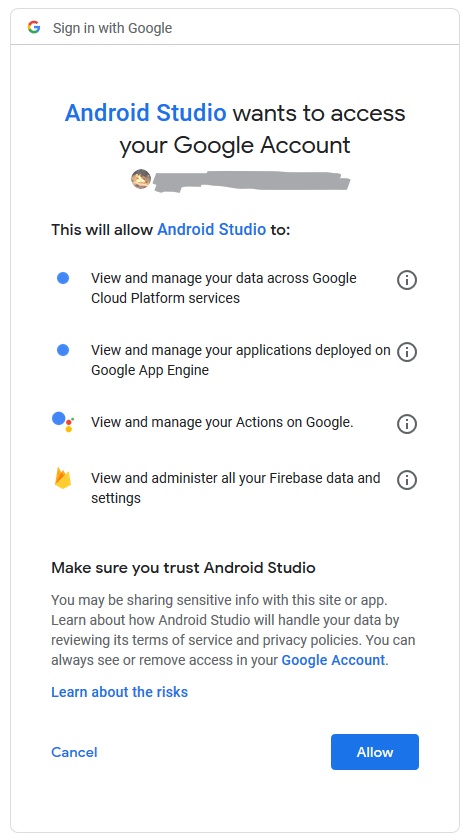 Sign in with Google
Android Studio wants to access
your Google Account
This will allow Android Studio to:
View and manage your data across Google
Cloud Platform services
View and manage your applications deployed on
Google App Engine
View and manage your Actions on Google.
View and administer all your Firebase data and
settings
Make sure you trust Android Studio
You may be sharing sensitive info with this site or app.
Learn about how Android Studio will handle your data by
reviewing its terms of service and privacy policies. You can
always see or remove access in your Google Account.
Learn about the risks
Cancel
Allow